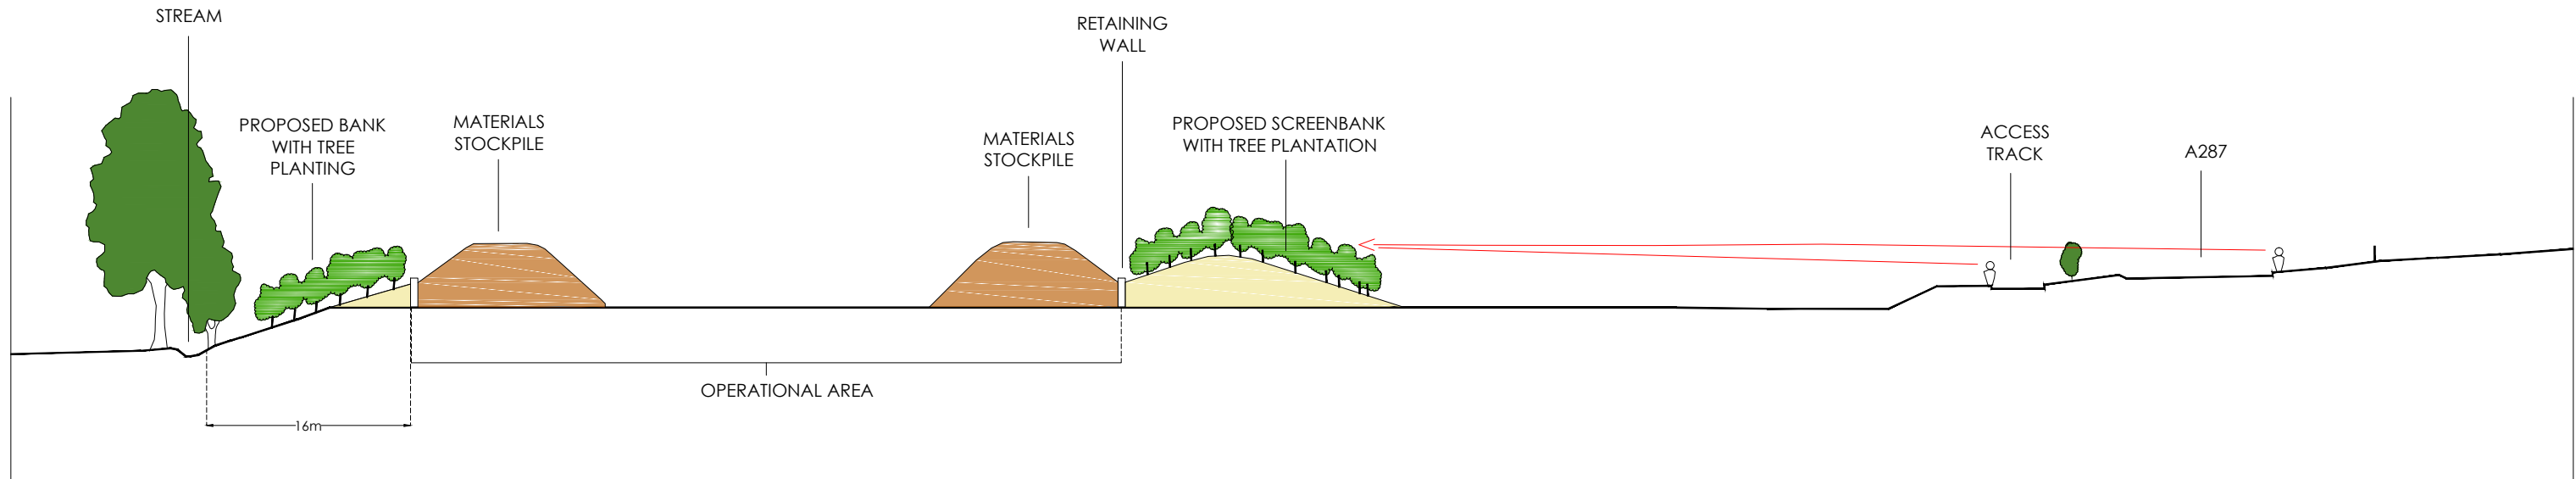 STREAM
PROPOSED BANK
WITH TREE
PLANTING
MATERIALS
STOCKPILE
MATERIALS
STOCKPILE
RETAINING
WALL
PROPOSED SCREENBANK
WITH TREE PLANTATION
ACCESS
TRACK
A287
OPERATIONAL AREA
16m